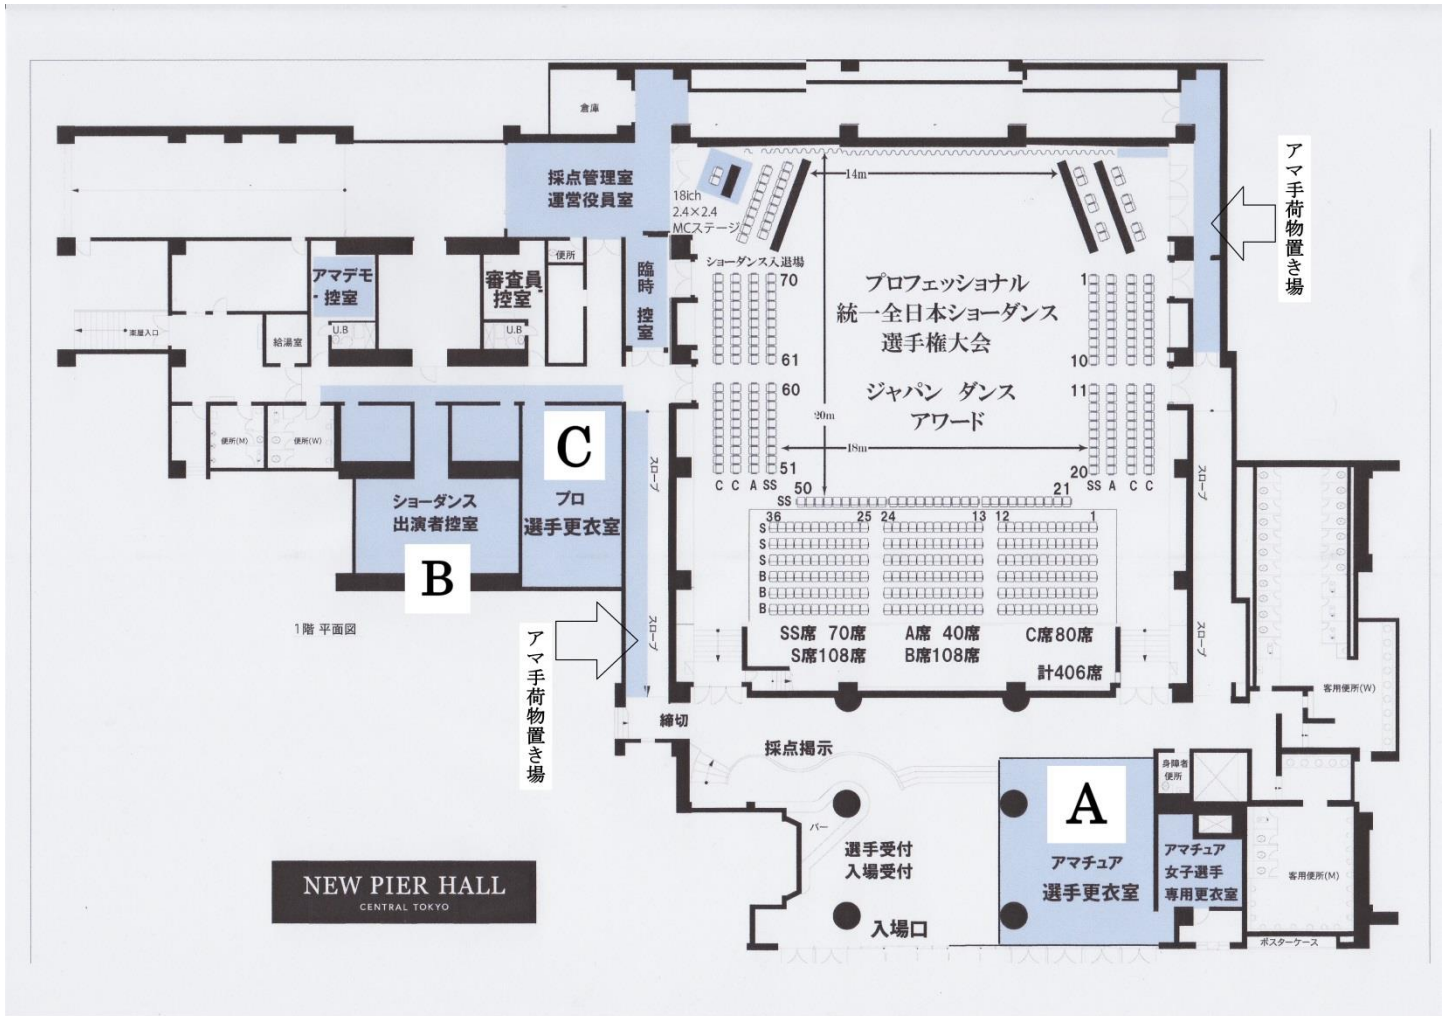 倉庫
採点管理室
運営役員室
18ich
2.4×2.4
MCステージ
14m
アマ手荷物置き場
アマデモ
控室
U.B
審査員
控室
U.B
便所
臨時 控室
ショーダンス入退場
70
61
60
51
1
10
11
20
プロフェッショナル
統一全日本ショーダンス
選手権大会
ジャパン ダンス
アワード
20m
18m
楽屋入口
給湯室
便所(M)
便所(W)
C
プロ
選手更衣室
ショーダンス
出演者控室
B
スロープ
スロープ
スロープ
スロープ
C C A SS
SS A C C
SS
50
21
36
25
24
13
12
1
S
S
S
B
B
B
SS席 70席
A席 40席
C席80席
S席108席
B席108席
計406席
1階 平面図
アマ手荷物置き場
締切
採点掲示
バー
選手受付
入場受付
入場口
A
アマチュア
選手更衣室
身障者
便所
アマチュア
女子選手
専用更衣室
客用便所(W)
客用便所(M)
ポスターケース
NEW PIER HALL
CENTRAL TOKYO